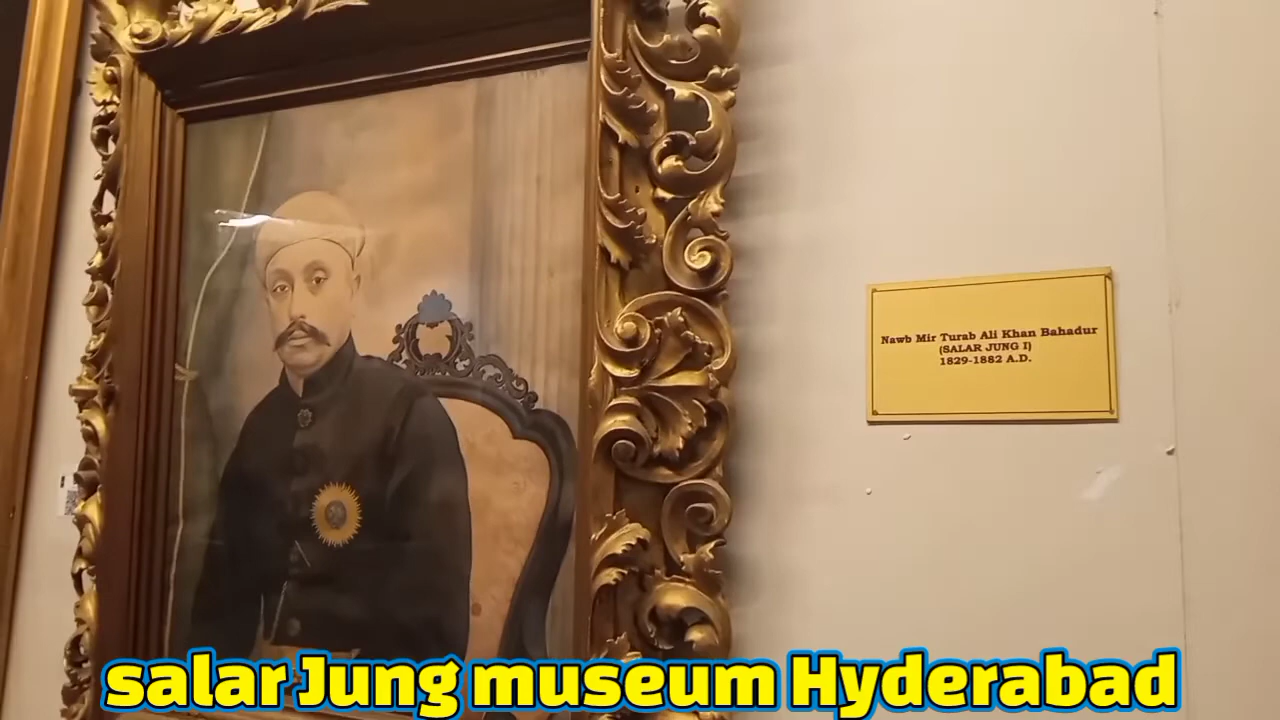 Nawb Mir Turab Ali Khan Bahadur
(SALAR JUNG I)
1829-1882 A.D.
salar Jung museum Hyderabad